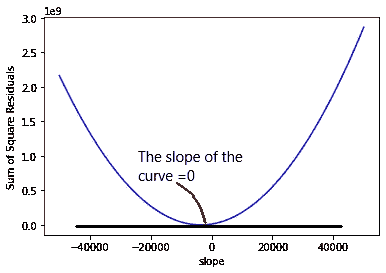 1e9
3.0
2.5
2.0
1.5
1.0
0.5
0.0
Sum of Square Residuals
The slope of the
curve =0
−40000 −20000 0 20000 40000
slope